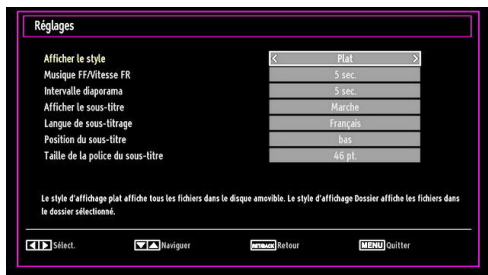 Réglages
Afficher le style < Plat >
Musique FF/Vitesse FR 5 sec.
Intervalle diaporama 5 sec.
Afficher le sous-titre Marche
Langue de sous-titrage Français
Position du sous-titre bas
Taille de la police du sous-titre 46 pt.
Le style d'affichage plat affiche tous les fichiers dans le disque amovible. Le style d'affichage Dossier affiche les fichiers dans
le dossier sélectionné.
Sélect. Naviguer RET/BACK Retour MENU Quitter